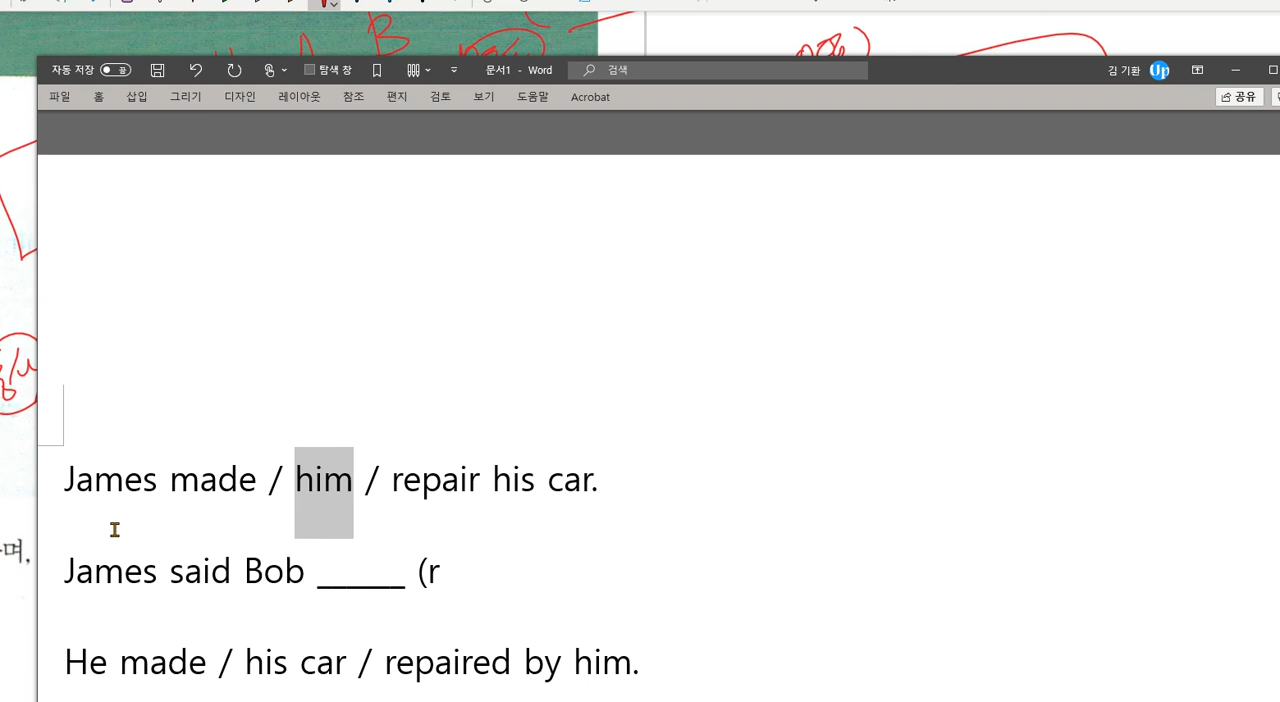 A B
자동 저장 끔 탐색 창 문서1 - Word 검색 김 기환 Up
파일 홈 삽입 그리기 디자인 레이아웃 참조 편지 검토 보기 도움말 Acrobat 공유
James made / him / repair his car.
며,
James said Bob _____ (r
He made / his car / repaired by him.